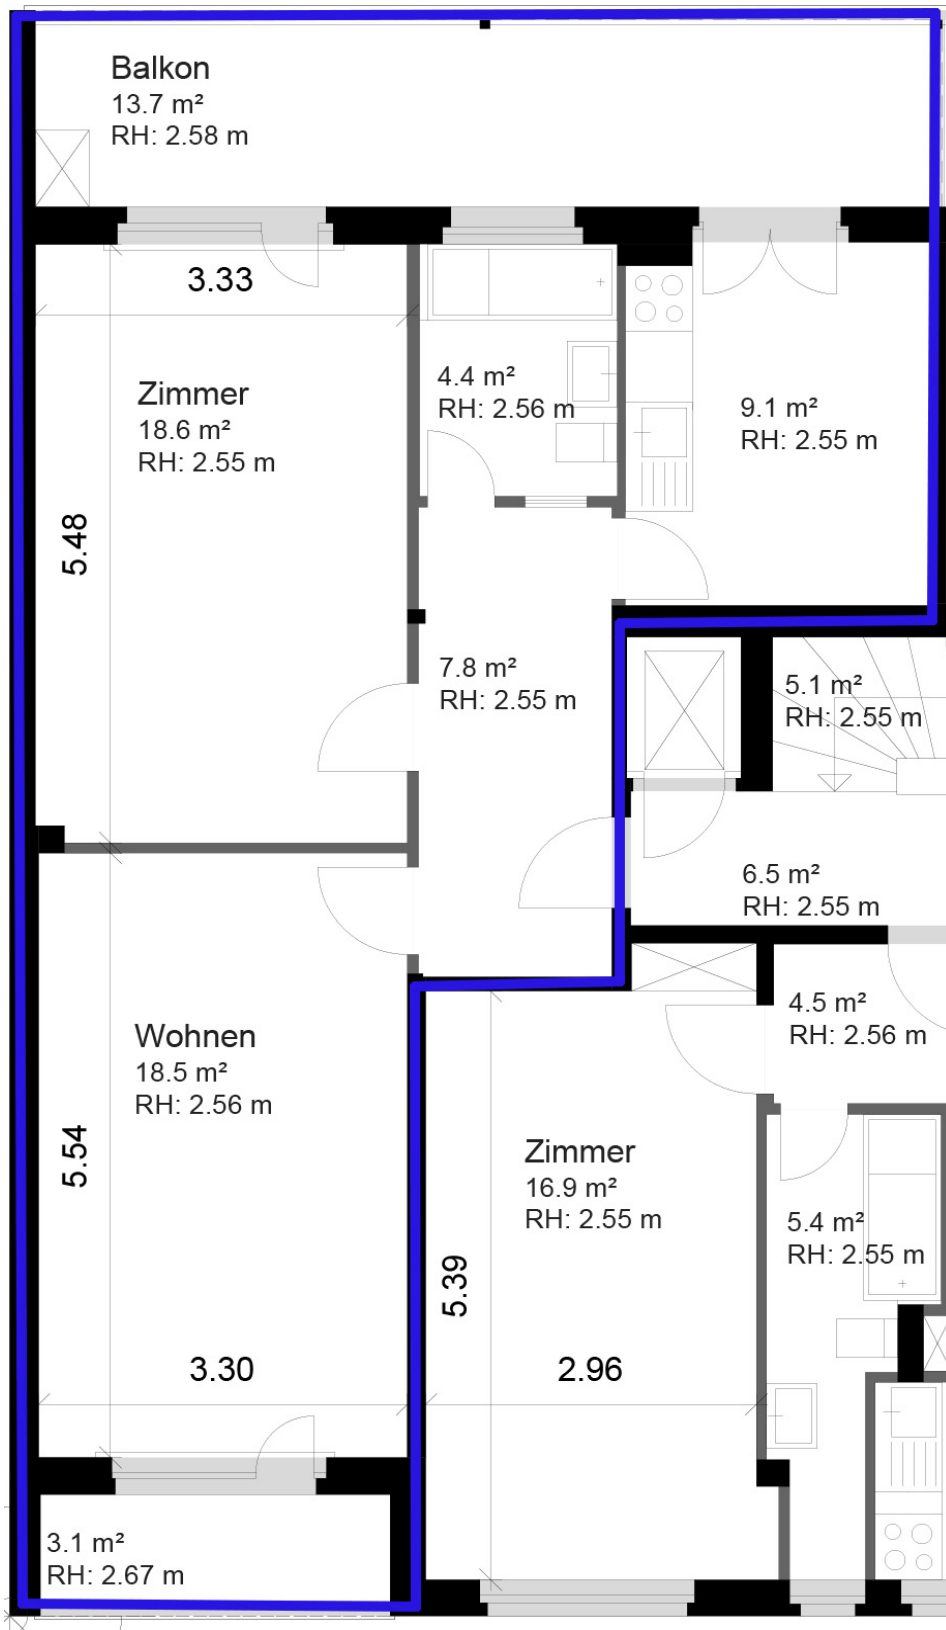 Balkon
13.7 m²
RH: 2.58 m
3.33
Zimmer
18.6 m²
RH: 2.55 m
5.48
4.4 m²
RH: 2.56 m
9.1 m²
RH: 2.55 m
7.8 m²
RH: 2.55 m
5.1 m²
RH: 2.55 m
6.5 m²
RH: 2.55 m
4.5 m²
RH: 2.56 m
Wohnen
18.5 m²
RH: 2.56 m
5.54
3.30
Zimmer
16.9 m²
RH: 2.55 m
5.39
2.96
5.4 m²
RH: 2.55 m
3.1 m²
RH: 2.67 m